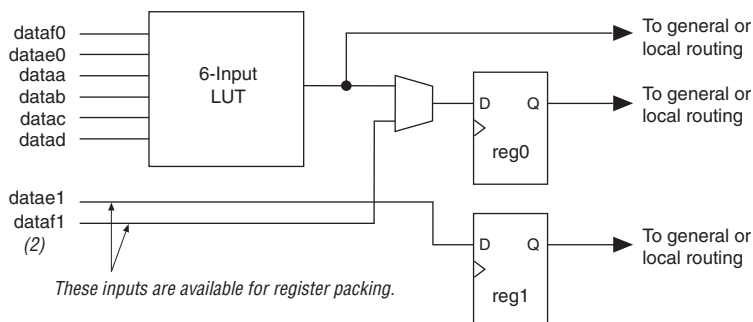 dataf0
datae0
dataa
datab
datac
datad
6-Input
LUT
To general or
local routing
D Q
reg0
To general or
local routing
datae1
dataf1
(2)
These inputs are available for register packing.
D Q
reg1
To general or
local routing